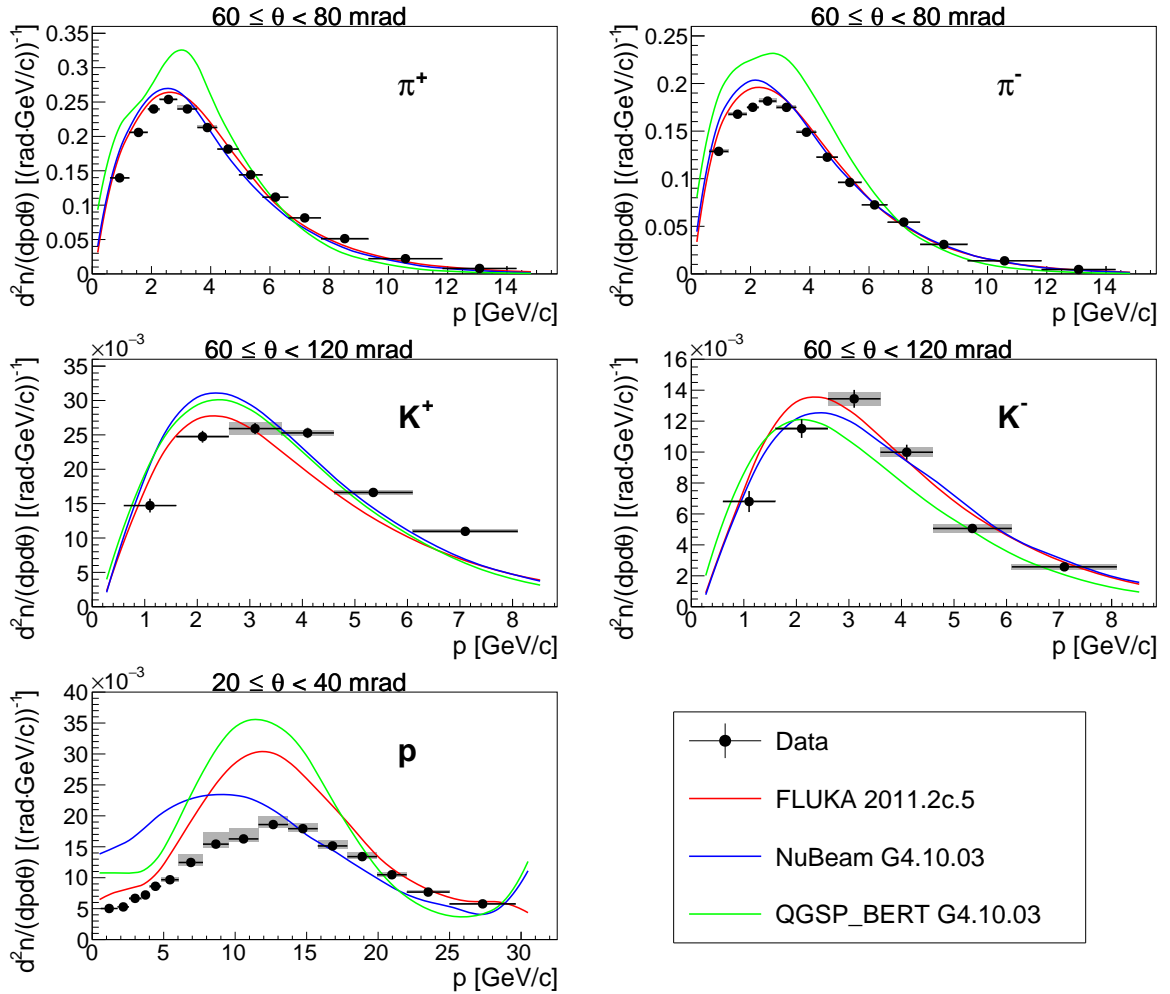 60 ≤ θ < 80 mrad
d²n/(dpdθ) [(rad·GeV/c))⁻¹]
0.35
0.3
0.25
0.2
0.15
0.1
0.05
0
π⁺
0 2 4 6 8 10 12 14
p [GeV/c]
60 ≤ θ < 80 mrad
d²n/(dpdθ) [(rad·GeV/c))⁻¹]
0.25
0.2
0.15
0.1
0.05
0
π⁻
0 2 4 6 8 10 12 14
p [GeV/c]
60 ≤ θ < 120 mrad
×10⁻³
d²n/(dpdθ) [(rad·GeV/c))⁻¹]
40
35
30
25
20
15
10
5
0
K⁺
0 1 2 3 4 5 6 7 8
p [GeV/c]
60 ≤ θ < 120 mrad
×10⁻³
d²n/(dpdθ) [(rad·GeV/c))⁻¹]
16
14
12
10
8
6
4
2
0
K⁻
0 1 2 3 4 5 6 7 8
p [GeV/c]
20 ≤ θ < 40 mrad
×10⁻³
d²n/(dpdθ) [(rad·GeV/c))⁻¹]
40
35
30
25
20
15
10
5
0
p
0 5 10 15 20 25 30
p [GeV/c]
Data
FLUKA 2011.2c.5
NuBeam G4.10.03
QGSP_BERT G4.10.03